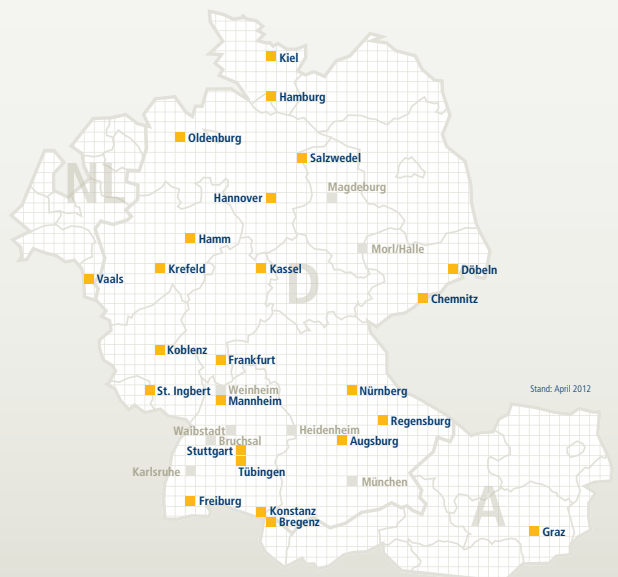 Kiel
Hamburg
Oldenburg
Salzwedel
NL
Magdeburg
Hannover
Hamm
Morl/Halle
Krefeld
Kassel
D
Döbeln
Vaals
Chemnitz
Koblenz
Frankfurt
St. Ingbert
Weinheim
Nürnberg
Stand: April 2012
Mannheim
Regensburg
Waibstadt
Heidenheim
Bruchsal
Augsburg
Stuttgart
Karlsruhe
Tübingen
München
Freiburg
Konstanz
A
Bregenz
Graz